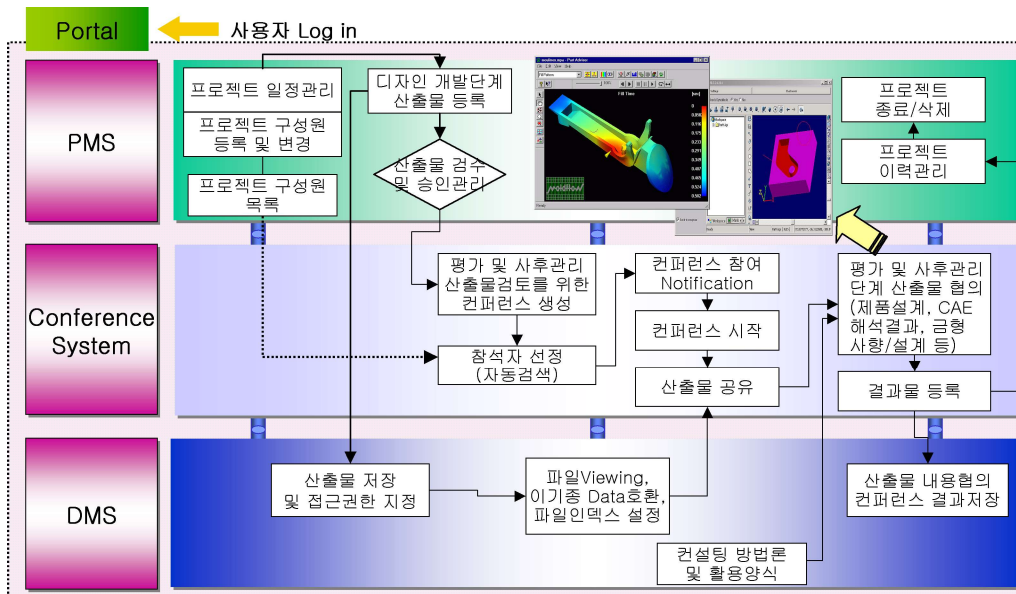 Portal
사용자 Log in
PMS
프로젝트 일정관리
프로젝트 구성원
등록 및 변경
프로젝트 구성원
목록
디자인 개발단계
산출물 등록
산출물 검수
및 승인관리
Fill Time
moldflow
프로젝트
종료/삭제
프로젝트
이력관리
Conference
System
평가 및 사후관리
산출물검토를 위한
컨퍼런스 생성
참석자 선정
(자동검색)
컨퍼런스 참여
Notification
컨퍼런스 시작
산출물 공유
평가 및 사후관리
단계 산출물 협의
(제품설계, CAE
해석결과, 금형
사향/설계 등)
결과물 등록
DMS
산출물 저장
및 접근권한 지정
파일Viewing,
이기종 Data호환,
파일인덱스 설정
컨설팅 방법론
및 활용양식
산출물 내용협의
컨퍼런스 결과저장